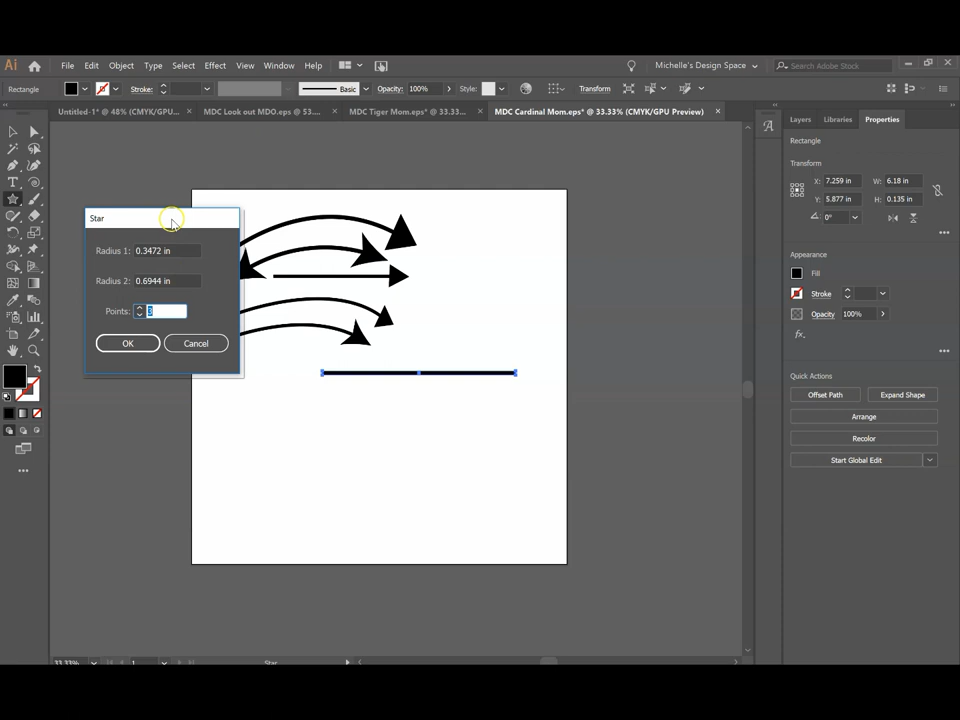 Ai File Edit Object Type Select Effect View Window Help Michelle's Design Space Search Adobe Stock
Rectangle Stroke: Basic Opacity: 100% Style: Transform
Untitled-1* @ 48% (CMYK/GPU... × MDC Look out MDO.eps @ 53.... × MDC Tiger Mom.eps* @ 33.33... × MDC Cardinal Mom.eps* @ 33.33% (CMYK/GPU Preview) ×
Layers Libraries Properties
Rectangle
Transform
X: 7.259 in W: 6.18 in
Y: 5.877 in H: 0.135 in
0°
Appearance
Fill
Stroke
Opacity 100%
fx.
Quick Actions
Offset Path Expand Shape
Arrange
Recolor
Start Global Edit
Star
Radius 1: 0.3472 in
Radius 2: 0.6944 in
Points: 3
OK Cancel
33.33% 1 Star